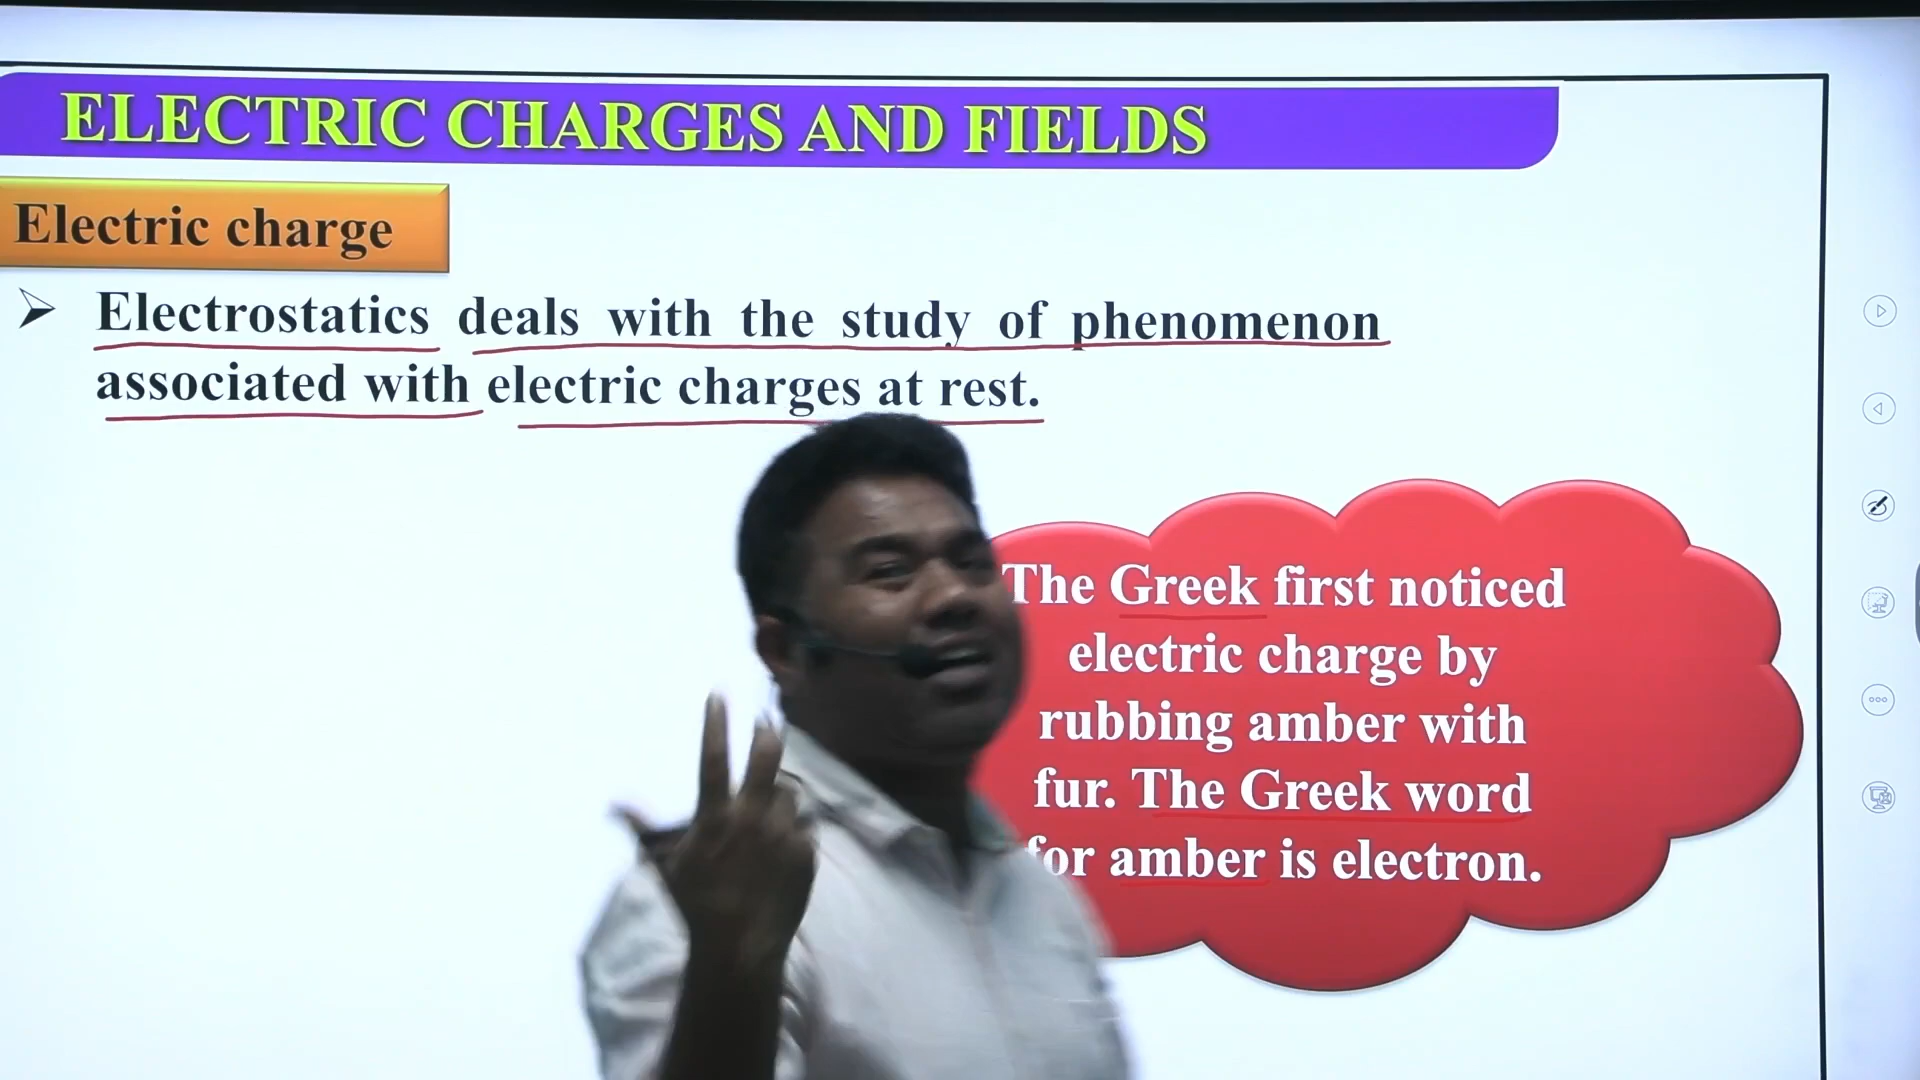 ELECTRIC CHARGES AND FIELDS
Electric charge
Electrostatics deals with the study of phenomenon
associated with electric charges at rest.
The Greek first noticed
electric charge by
rubbing amber with
fur. The Greek word
for amber is electron.